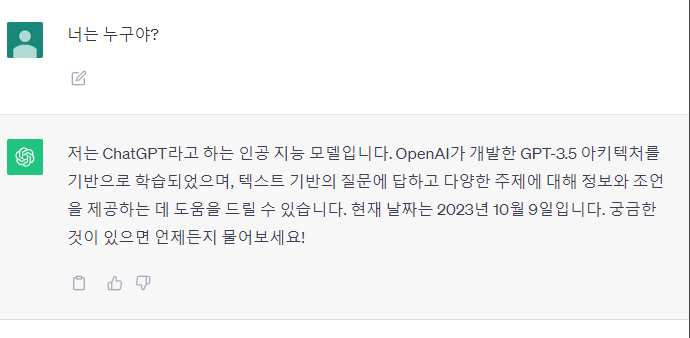 너는 누구야?
저는 ChatGPT라고 하는 인공 지능 모델입니다. OpenAI가 개발한 GPT-3.5 아키텍처를
기반으로 학습되었으며, 텍스트 기반의 질문에 답하고 다양한 주제에 대해 정보와 조언
을 제공하는 데 도움을 드릴 수 있습니다. 현재 날짜는 2023년 10월 9일입니다. 궁금한
것이 있으면 언제든지 물어보세요!